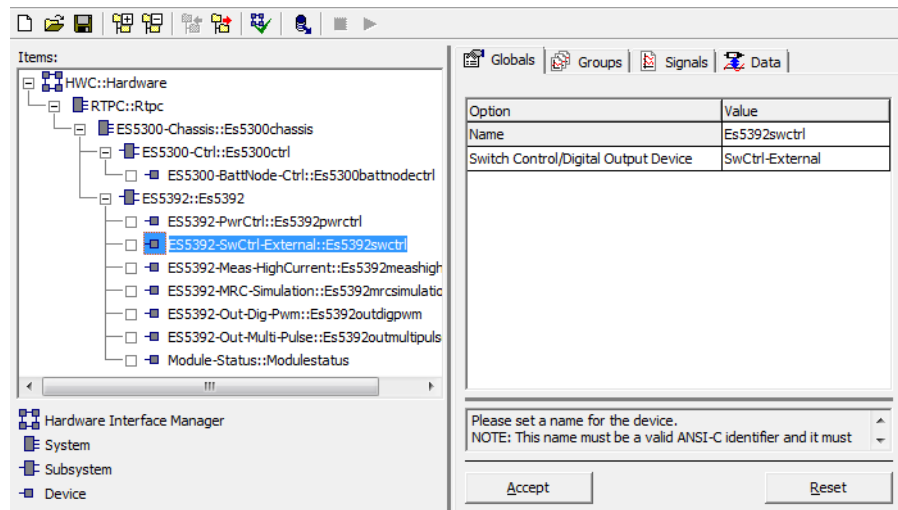 Items:
HWC::Hardware
RTPC::Rtpc
ES5300-Chassis::Es5300chassis
ES5300-Ctrl::Es5300ctrl
ES5300-BattNode-Ctrl::Es5300battnodectrl
ES5392::Es5392
ES5392-PwrCtrl::Es5392pwrctrl
ES5392-SwCtrl-External::Es5392swctrl
ES5392-Meas-HighCurrent::Es5392meashigh
ES5392-MRC-Simulation::Es5392mrcsimulatic
ES5392-Out-Dig-Pwm::Es5392outdigpwm
ES5392-Out-Multi-Pulse::Es5392outmultipuls
Module-Status::Modulestatus
Hardware Interface Manager
System
Subsystem
Device
Globals Groups Signals Data
Option Value
Name Es5392swctrl
Switch Control/Digital Output Device SwCtrl-External
Please set a name for the device.
NOTE: This name must be a valid ANSI-C identifier and it must
Accept Reset